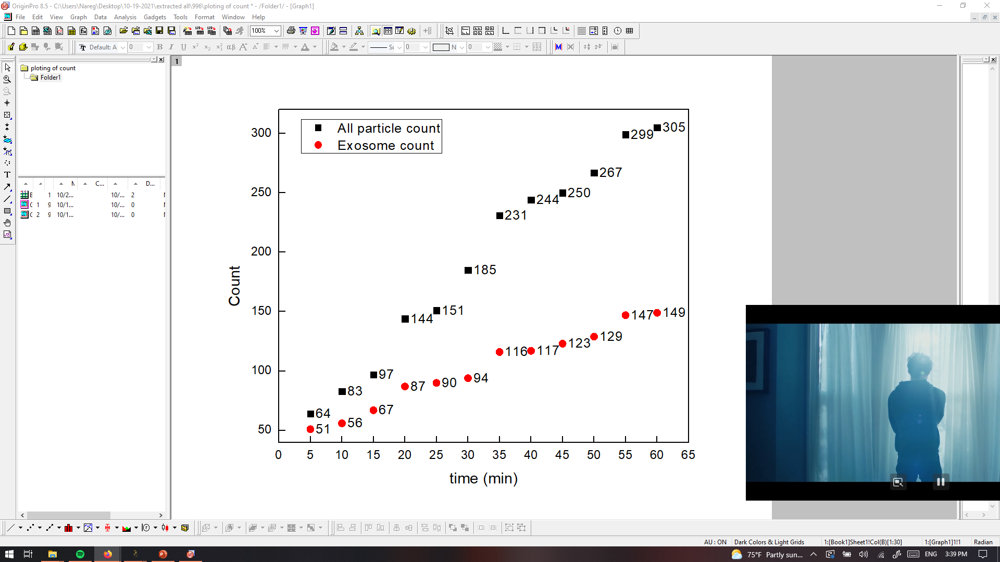 OriginPro 8.5 - C:\Users\Nareg\Desktop\10-19-2021\extracted all\996\ploting of count * - /Folder1/ - [Graph1]
File Edit View Graph Data Analysis Gadgets Tools Format Window Help
100%
Default: A 0 B I U αβ A A 0 N 0
ploting of count
Folder1
1
C... D...
1 10/2... 10/... 2
1 9 10/1... 10/... 0
2 9 10/1... 10/... 0
All particle count
Exosome count
300
250
200
150
100
50
Count
64 83 97 144 151 185 231 244 250 267 299 305
51 56 67 87 90 94 116 117 123 129 147 149
0 5 10 15 20 25 30 35 40 45 50 55 60 65
time (min)
AU : ON Dark Colors & Light Grids 1:[Book1]Sheet1!Col(B)[1:30] 1:[Graph1]1!1 Radian
75°F Partly sun... ENG 3:39 PM